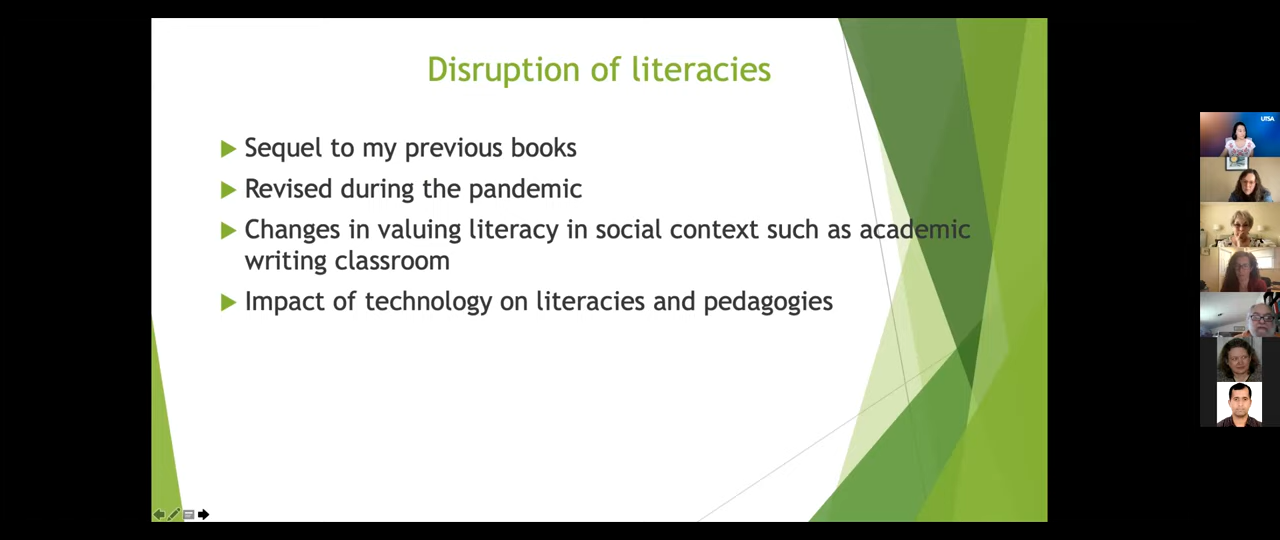 Disruption of literacies
Sequel to my previous books
Revised during the pandemic
Changes in valuing literacy in social context such as academic
writing classroom
Impact of technology on literacies and pedagogies
UTSA